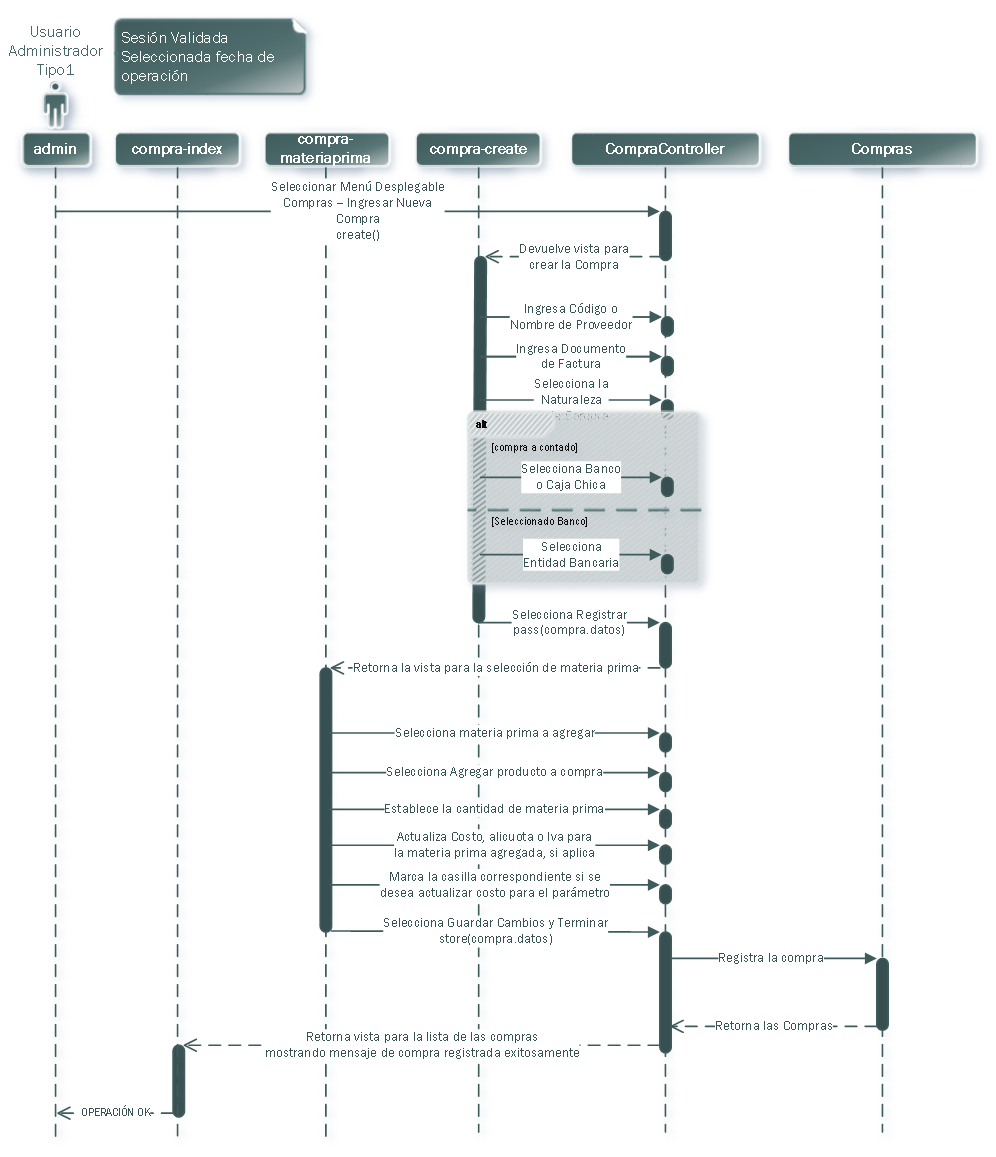 Usuario
Administrador
Tipo1
Sesión Validada
Seleccionada fecha de
operación
admin
compra-index
compra-
materiaprima
compra-create
CompraController
Compras
Seleccionar Menú Desplegable
Compras – Ingresar Nueva
Compra
create()
Devuelve vista para
crear la Compra
Ingresa Código o
Nombre de Proveedor
Ingresa Documento
de Factura
Selecciona la
Naturaleza
alt
[compra a contado]
Selecciona Banco
o Caja Chica
[Seleccionado Banco]
Selecciona
Entidad Bancaria
Selecciona Registrar
pass(compra.datos)
Retorna la vista para la selección de materia prima
Selecciona materia prima a agregar
Selecciona Agregar producto a compra
Establece la cantidad de materia prima
Actualiza Costo, alicuota o Iva para
la materia prima agregada, si aplica
Marca la casilla correspondiente si se
desea actualizar costo para el parámetro
Selecciona Guardar Cambios y Terminar
store(compra.datos)
Registra la compra
Retorna las Compras
Retorna vista para la lista de las compras
mostrando mensaje de compra registrada exitosamente
OPERACIÓN OK